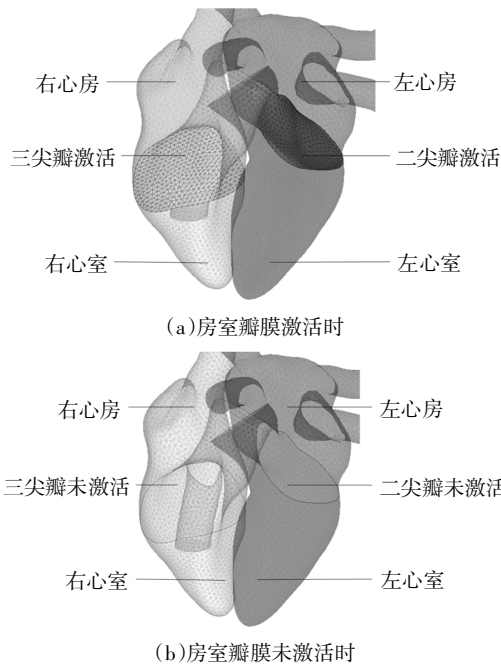 右心房 左心房
三尖瓣激活 二尖瓣激活
右心室 左心室
(a)房室瓣膜激活时
右心房 左心房
三尖瓣未激活 二尖瓣未激活
右心室 左心室
(b)房室瓣膜未激活时